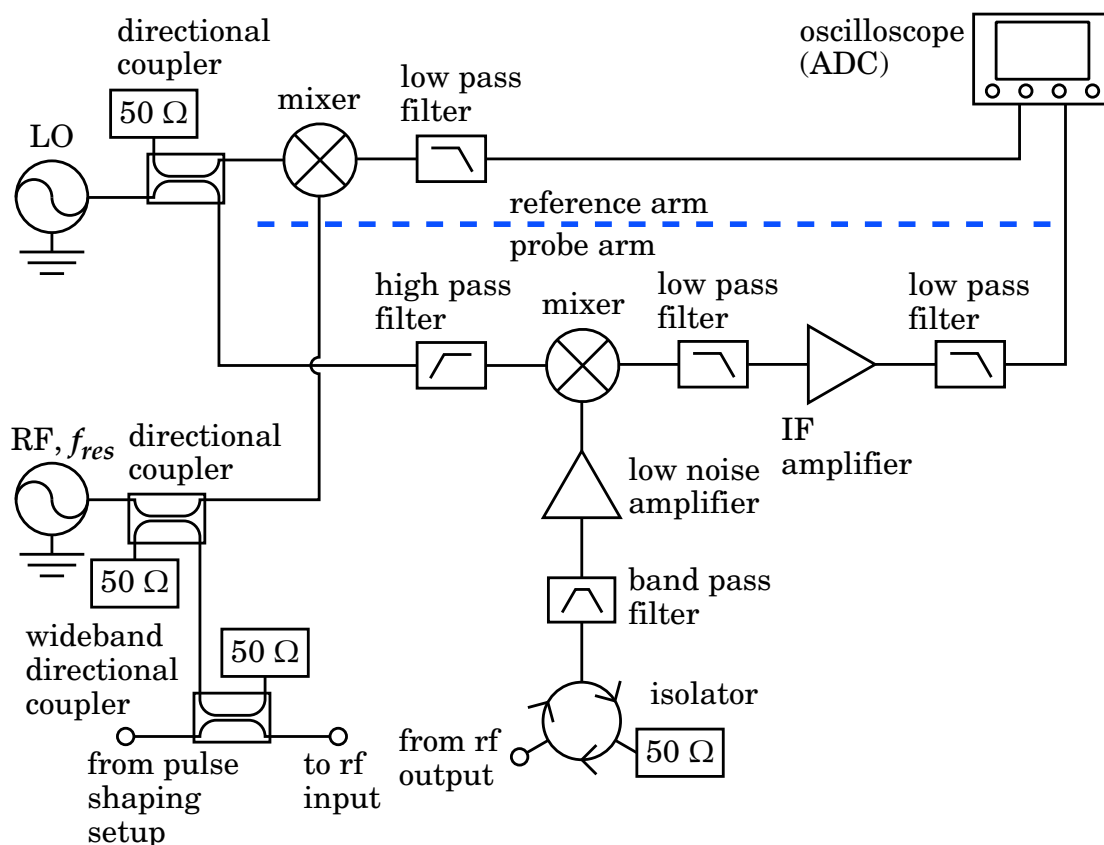 directional
coupler
oscilloscope
(ADC)
low pass
filter
mixer
50 Ω
LO
reference arm
probe arm
high pass
filter
mixer
low pass
filter
low pass
filter
RF, fres
directional
coupler
IF
amplifier
low noise
amplifier
50 Ω
band pass
filter
wideband
directional
coupler
50 Ω
isolator
from rf
output
50 Ω
from pulse
shaping
setup
to rf
input